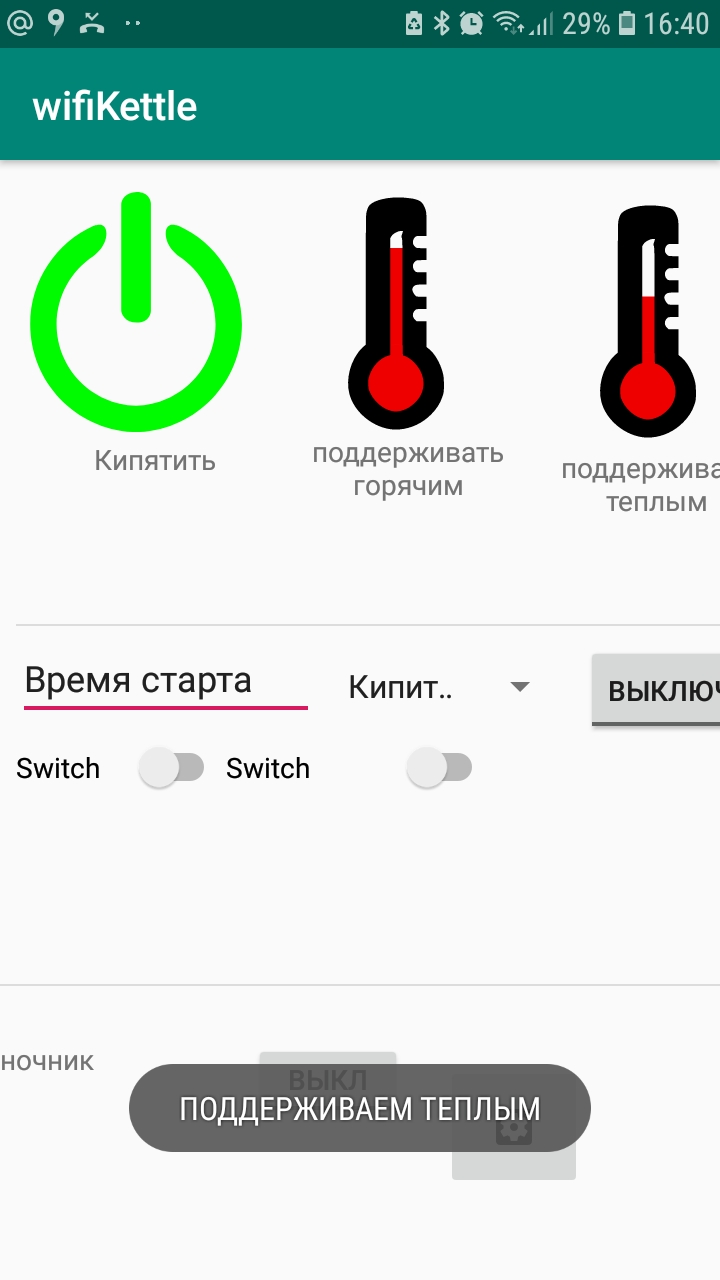 29% 16:40
wifiKettle
Кипятить
поддерживать
горячим
поддержива
теплым
Время старта
Кипит..
ВЫКЛЮЧ
Switch
Switch
ночник
ВЫКЛ
ПОДДЕРЖИВАЕМ ТЕПЛЫМ